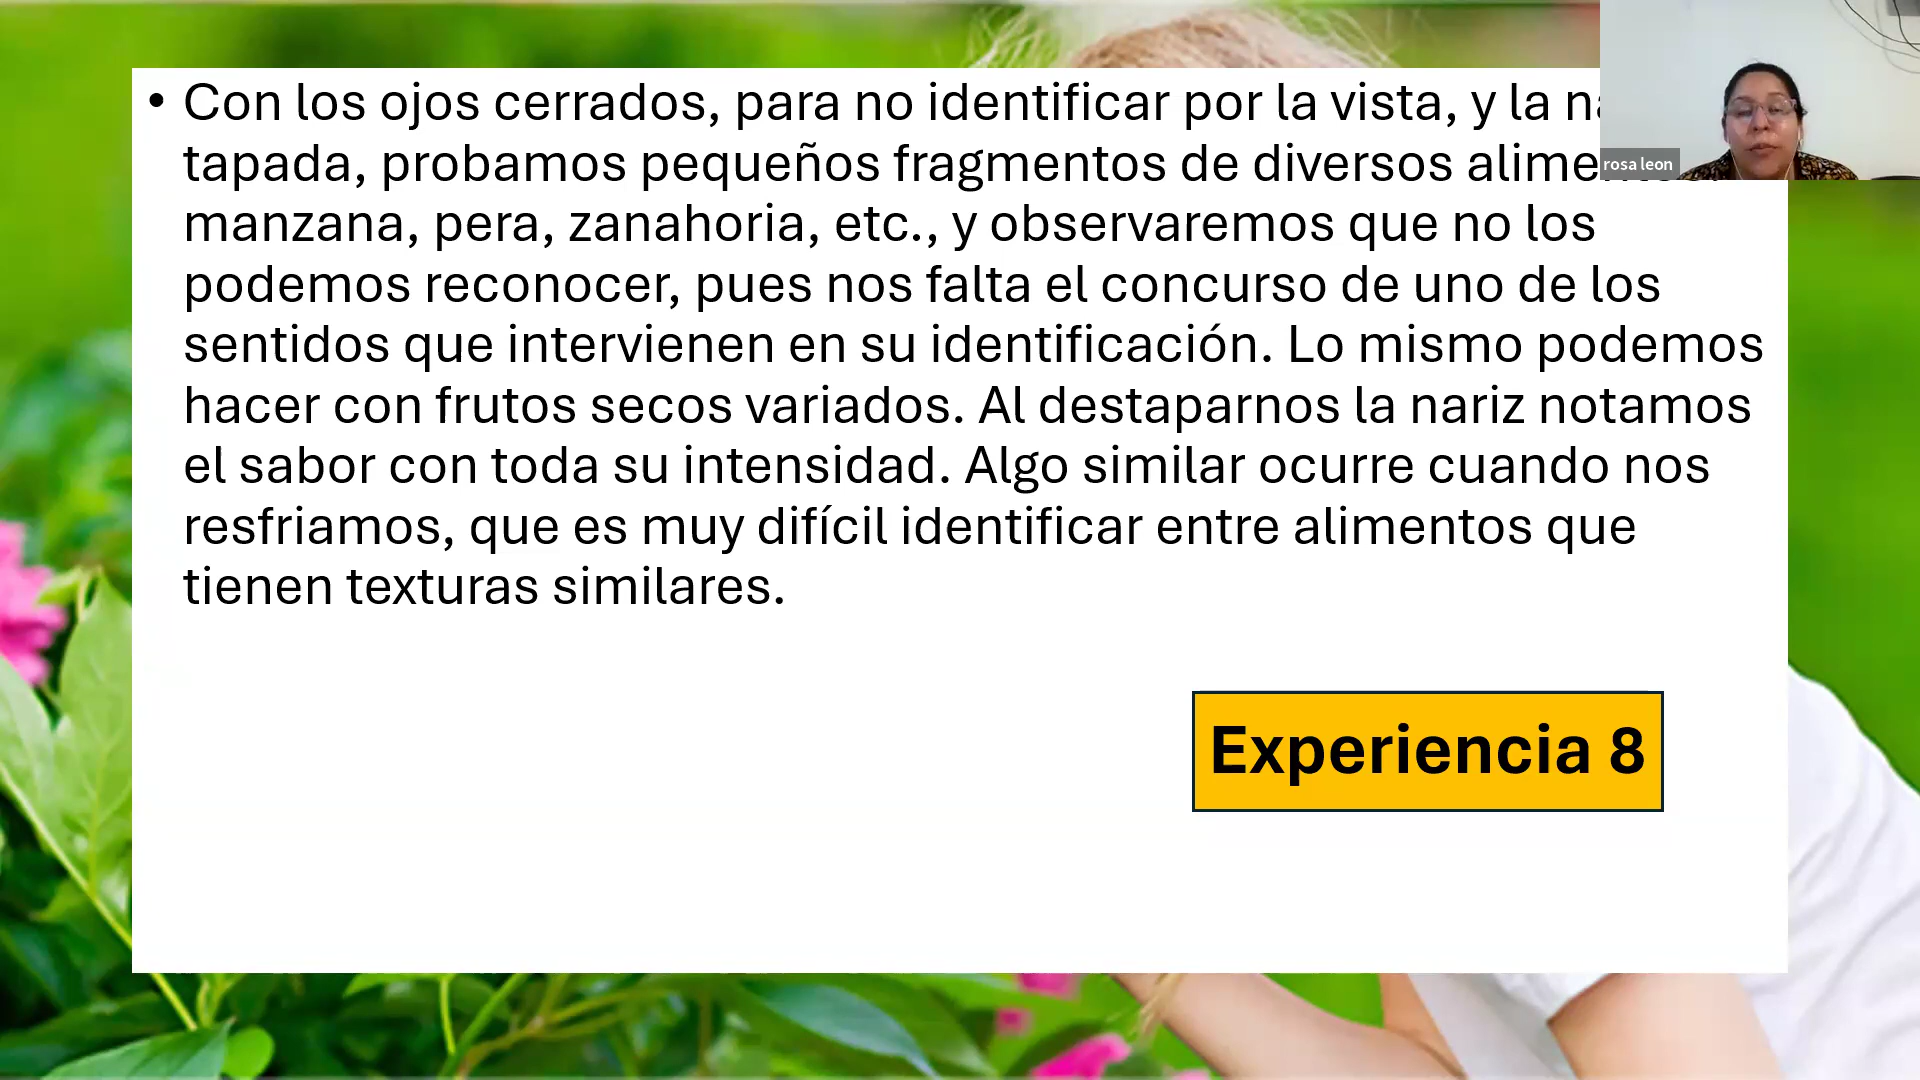 • Con los ojos cerrados, para no identificar por la vista, y la
tapada, probamos pequeños fragmentos de diversos
manzana, pera, zanahoria, etc., y observaremos que no los
podemos reconocer, pues nos falta el concurso de uno de los
sentidos que intervienen en su identificación. Lo mismo podemos
hacer con frutos secos variados. Al destaparnos la nariz notamos
el sabor con toda su intensidad. Algo similar ocurre cuando nos
resfriamos, que es muy difícil identificar entre alimentos que
tienen texturas similares.
Experiencia 8
rosa leon